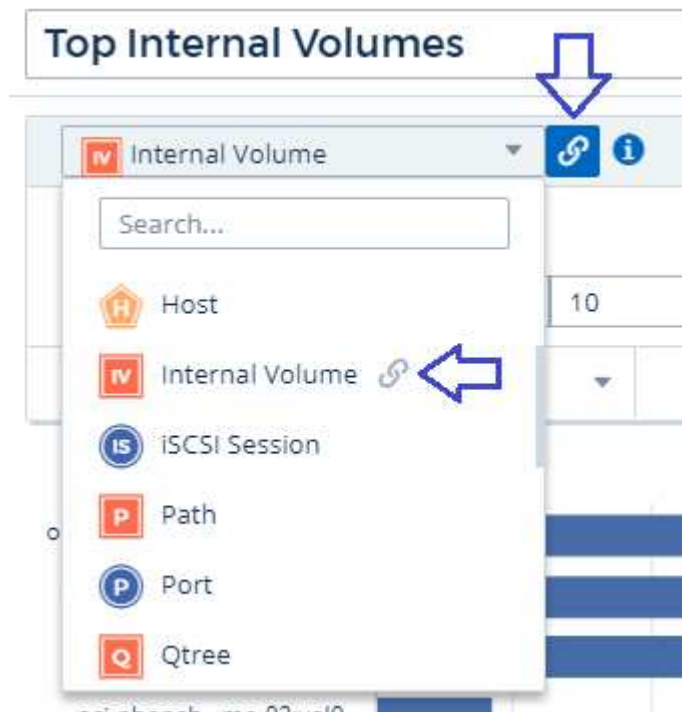 Top Internal Volumes
IV Internal Volume i
Search...
H Host
10
IV Internal Volume
IS iSCSI Session
P Path
o
P Port
Q Qtree